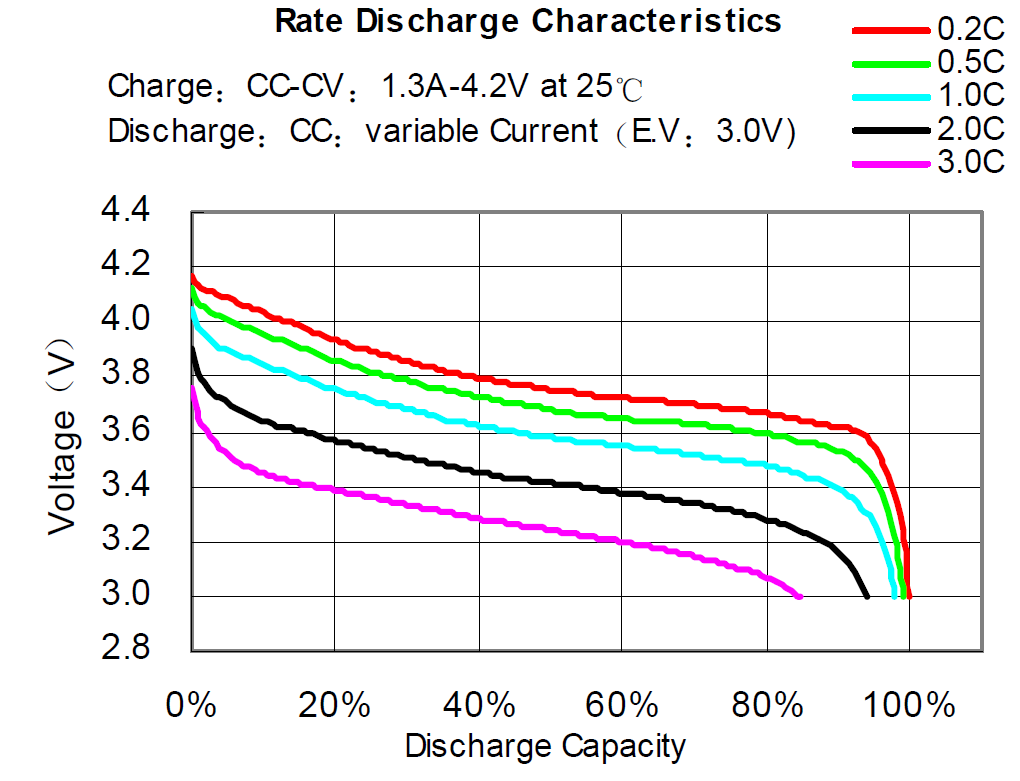 Rate Discharge Characteristics
0.2C
0.5C
1.0C
2.0C
3.0C
Charge：CC-CV：1.3A-4.2V at 25℃
Discharge：CC：variable Current（E.V：3.0V)
4.4
4.2
4.0
3.8
3.6
3.4
3.2
3.0
2.8
Voltage（V）
0% 20% 40% 60% 80% 100%
Discharge Capacity